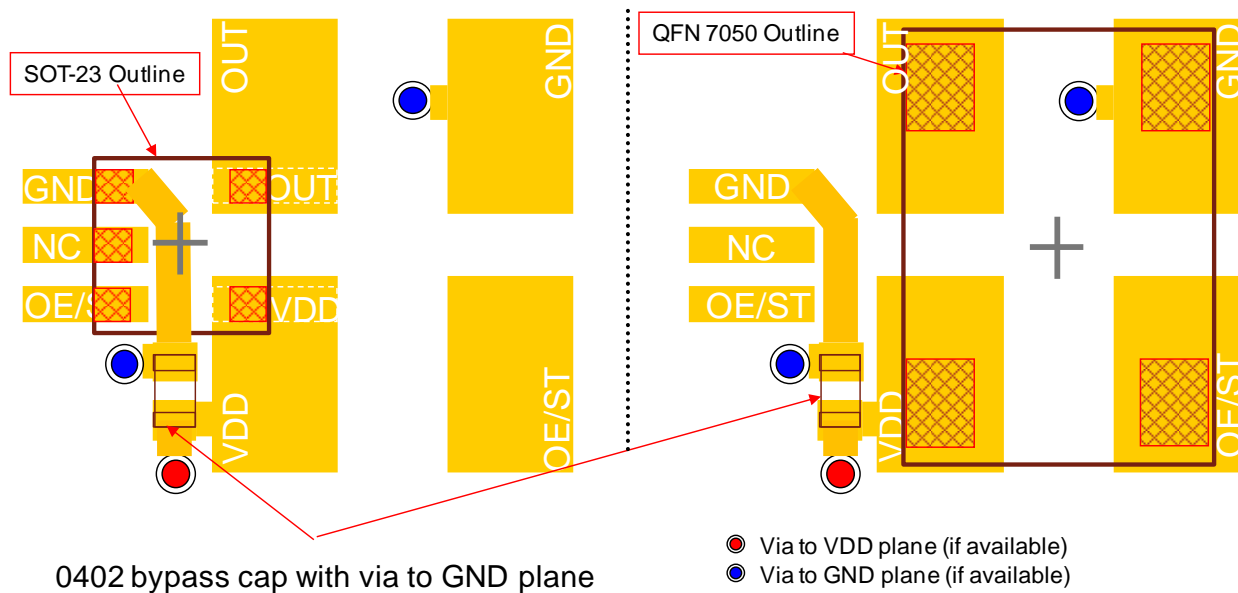 SOT-23 Outline
OUT
GND
GND
OUT
NC
OE/S
VDD
VDD
OE/ST
QFN 7050 Outline
OUT
GND
GND
NC
OE/ST
VDD
OE/ST
0402 bypass cap with via to GND plane
Via to VDD plane (if available)
Via to GND plane (if available)